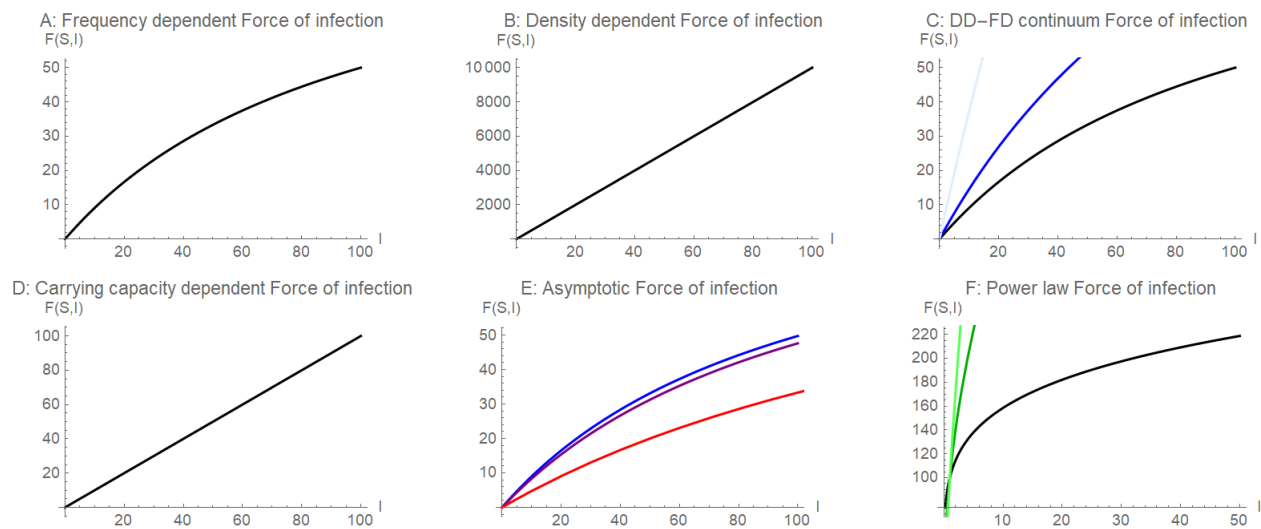 A: Frequency dependent Force of infection
F(S,I)
50
40
30
20
10
20 40 60 80 100 I
B: Density dependent Force of infection
F(S,I)
10 000
8000
6000
4000
2000
20 40 60 80 100 I
C: DD–FD continuum Force of infection
F(S,I)
50
40
30
20
10
20 40 60 80 100 I
D: Carrying capacity dependent Force of infection
F(S,I)
100
80
60
40
20
20 40 60 80 100 I
E: Asymptotic Force of infection
F(S,I)
50
40
30
20
10
20 40 60 80 100 I
F: Power law Force of infection
F(S,I)
220
200
180
160
140
120
100
10 20 30 40 50 I